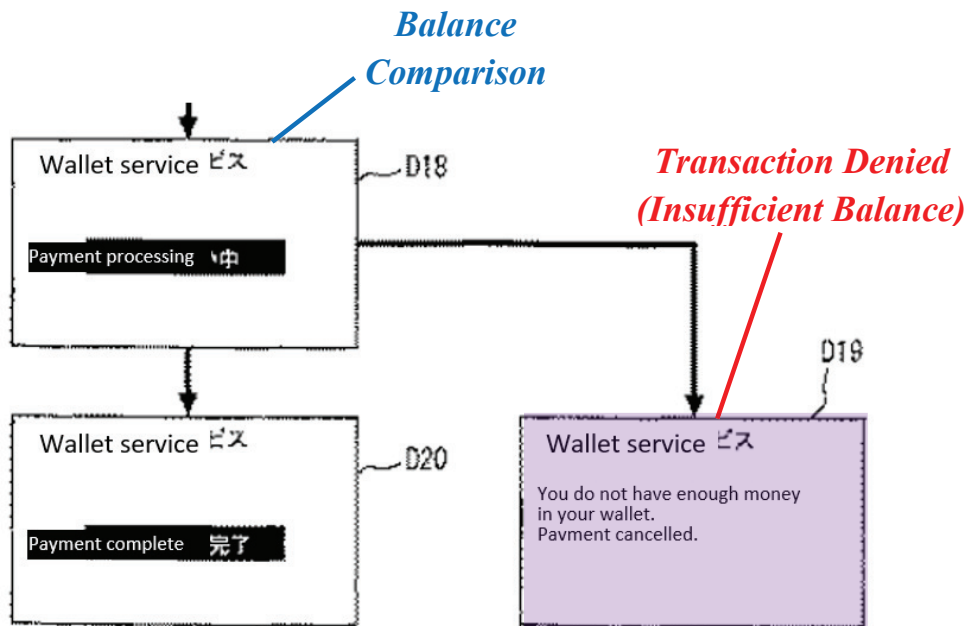 Balance
Comparison
Wallet service ビス
D18
Transaction Denied
(Insufficient Balance)
Payment processing 中
D19
Wallet service ビス
D20
Wallet service ビス
You do not have enough money
in your wallet.
Pavment cancelled.
Payment complete 完了